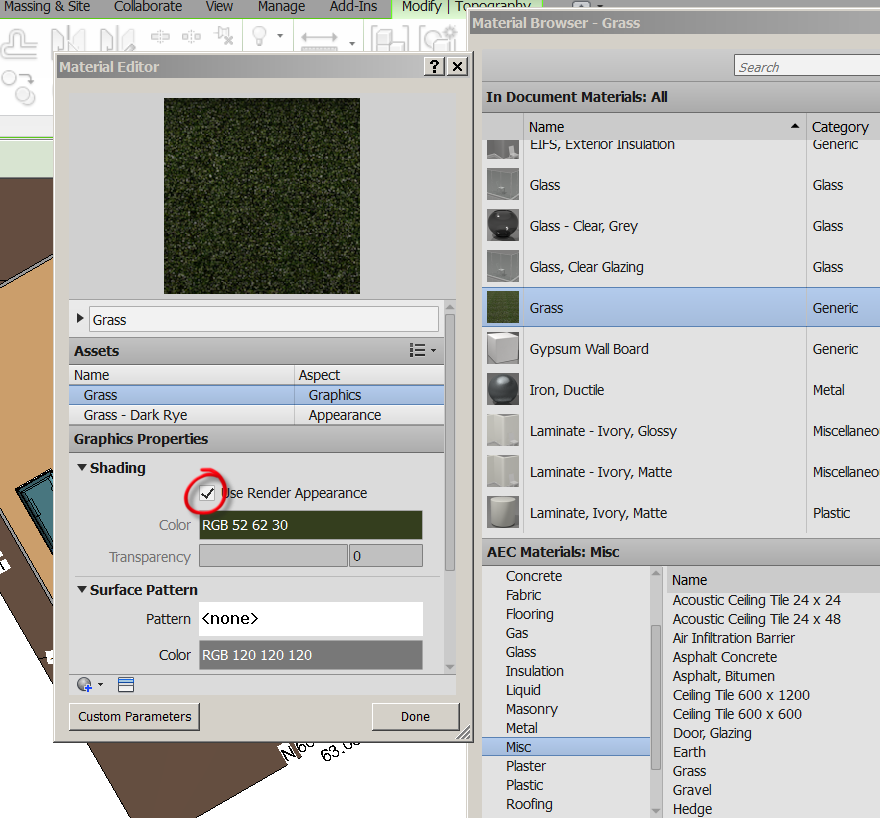 Massing & Site Collaborate View Manage Add-Ins Modify | Topography
Material Browser - Grass
Material Editor
?
Search
In Document Materials: All
Name Category
EIFS, Exterior Insulation Generic
Glass Glass
Glass - Clear, Grey Glass
Glass, Clear Glazing Glass
Grass Generic
Gypsum Wall Board Generic
Iron, Ductile Metal
Laminate - Ivory, Glossy Miscellaneo
Laminate - Ivory, Matte Miscellaneo
Laminate, Ivory, Matte Plastic
Grass
Assets
Name Aspect
Grass Graphics
Grass - Dark Rye Appearance
Graphics Properties
Shading
Use Render Appearance
Color RGB 52 62 30
Transparency 0
Surface Pattern
Pattern <none>
Color RGB 120 120 120
Custom Parameters Done
AEC Materials: Misc
Concrete
Fabric
Flooring
Gas
Glass
Insulation
Liquid
Masonry
Metal
Misc
Plaster
Plastic
Roofing
Name
Acoustic Ceiling Tile 24 x 24
Acoustic Ceiling Tile 24 x 48
Air Infiltration Barrier
Asphalt Concrete
Asphalt, Bitumen
Ceiling Tile 600 x 1200
Ceiling Tile 600 x 600
Door, Glazing
Earth
Grass
Gravel
Hedge